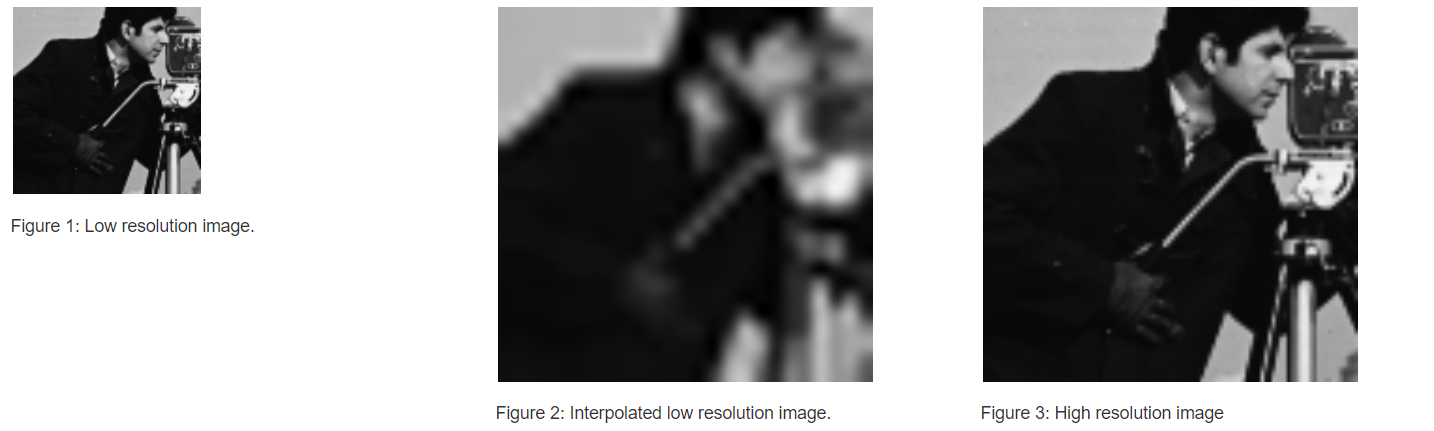 Figure 1: Low resolution image.
Figure 2: Interpolated low resolution image.
Figure 3: High resolution image